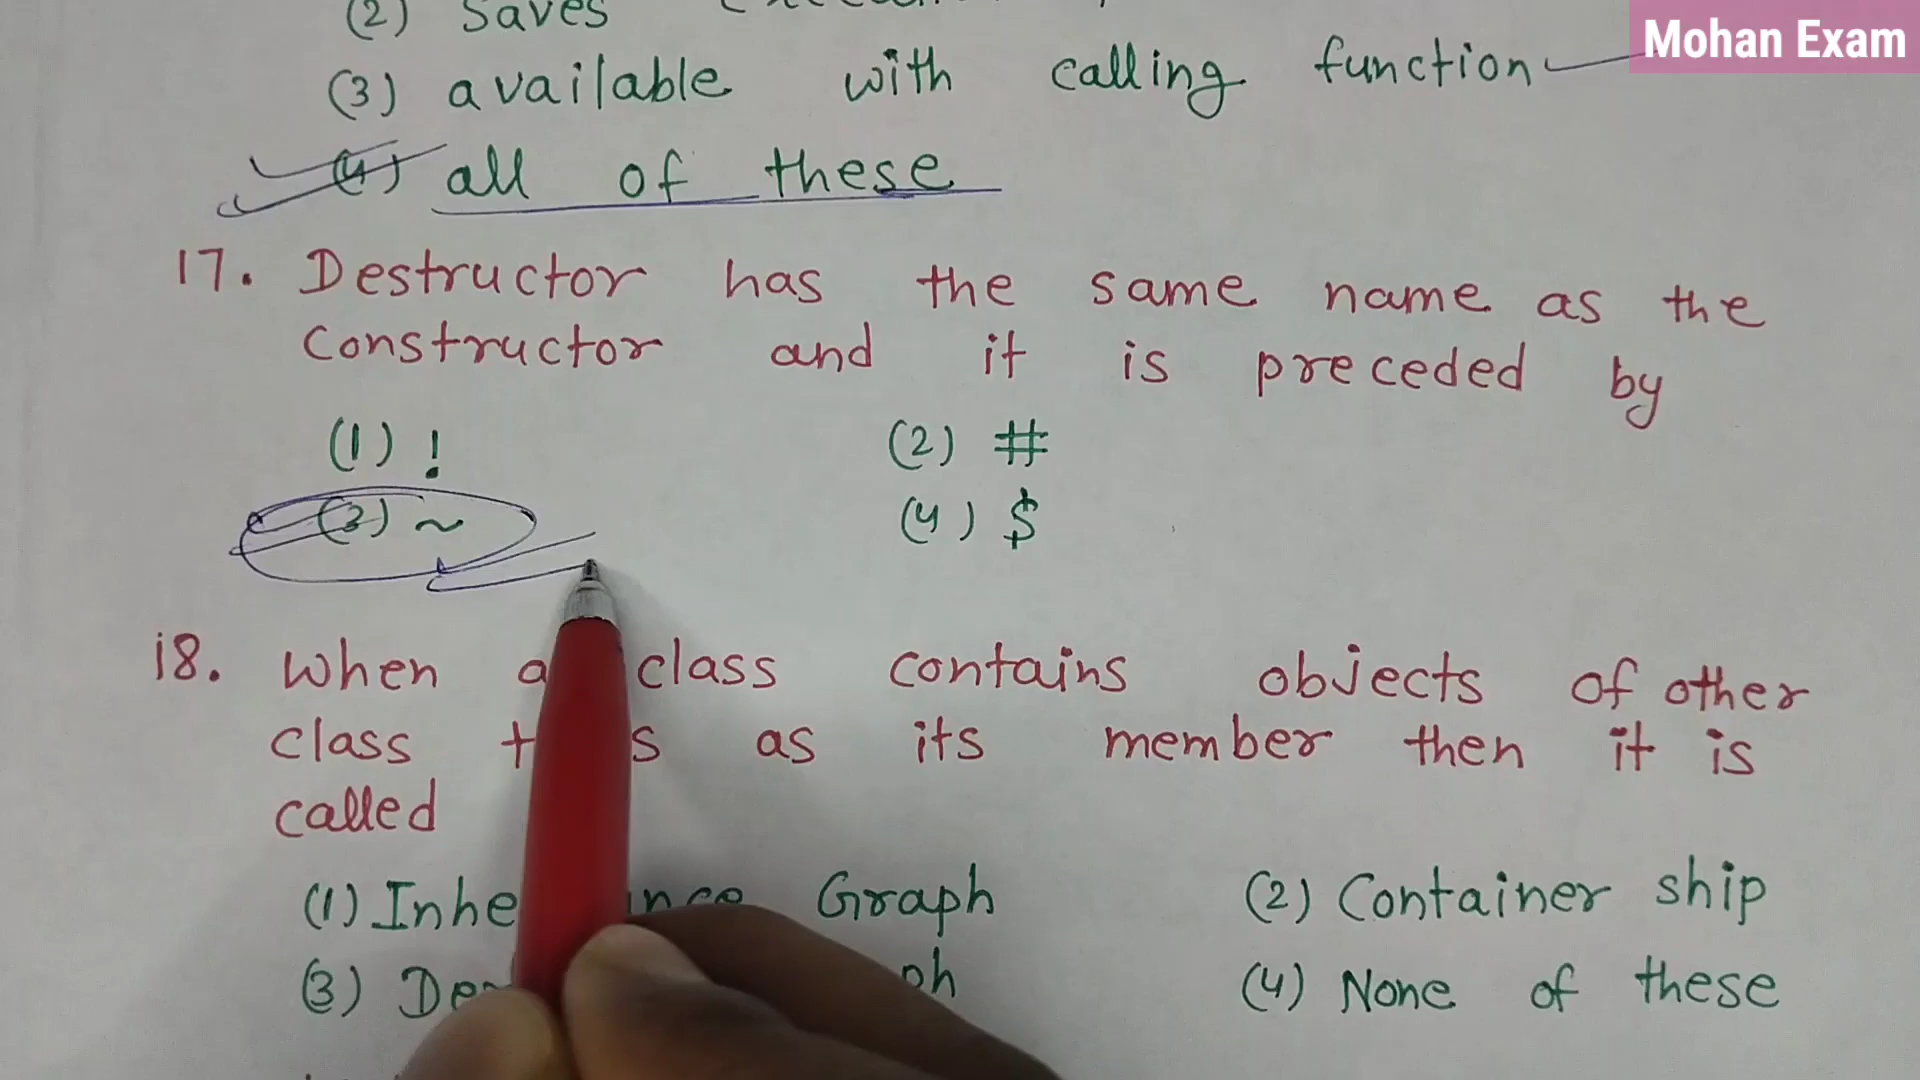 Mohan Exam
(2) saves
(3) available with calling function
(4) all of these
17. Destructor has the same name as the
constructor and it is preceded by
(1) ! (2) #
(3) ~ (4) $
18. When a class contains objects of other
class as its member then it is
called
(1) Graph (2) Container ship
(3) (4) None of these